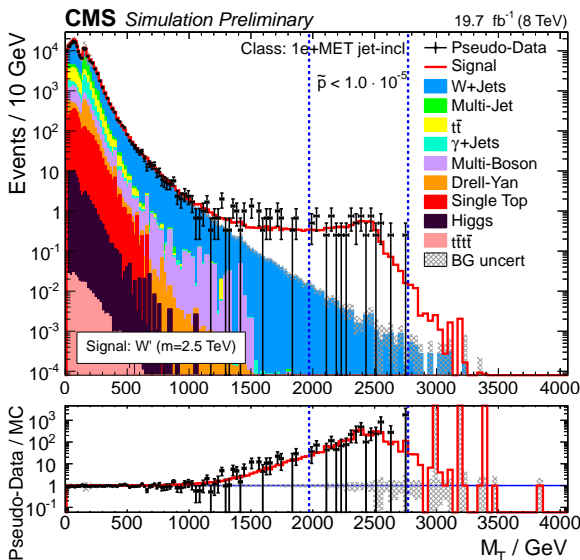 CMS Simulation Preliminary 19.7 fb⁻¹ (8 TeV)
Events / 10 GeV
10⁴
10³
10²
10
1
10⁻¹
10⁻²
10⁻³
10⁻⁴
Class: 1e+MET jet-incl
p̃ < 1.0 · 10⁻⁵
Pseudo-Data
Signal
W+Jets
Multi-Jet
tt̄
γ+Jets
Multi-Boson
Drell-Yan
Single Top
Higgs
tt̄tt̄
BG uncert
Signal: W' (m=2.5 TeV)
0 500 1000 1500 2000 2500 3000 3500 4000
Pseudo-Data / MC
10³
10²
10
1
10⁻¹
0 500 1000 1500 2000 2500 3000 3500 4000
M_T / GeV